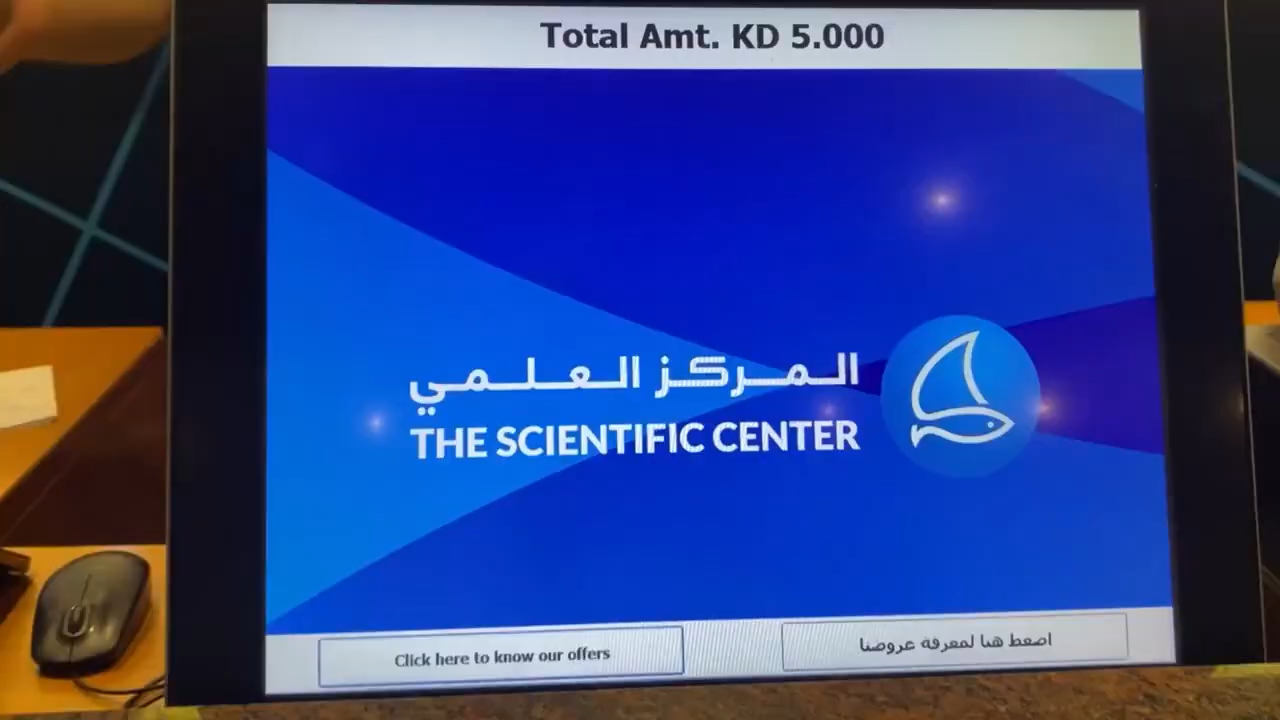 Total Amt. KD 5.000
المركز العلمي
THE SCIENTIFIC CENTER
Click here to know our offers
اضغط هنا لمعرفة عروضنا